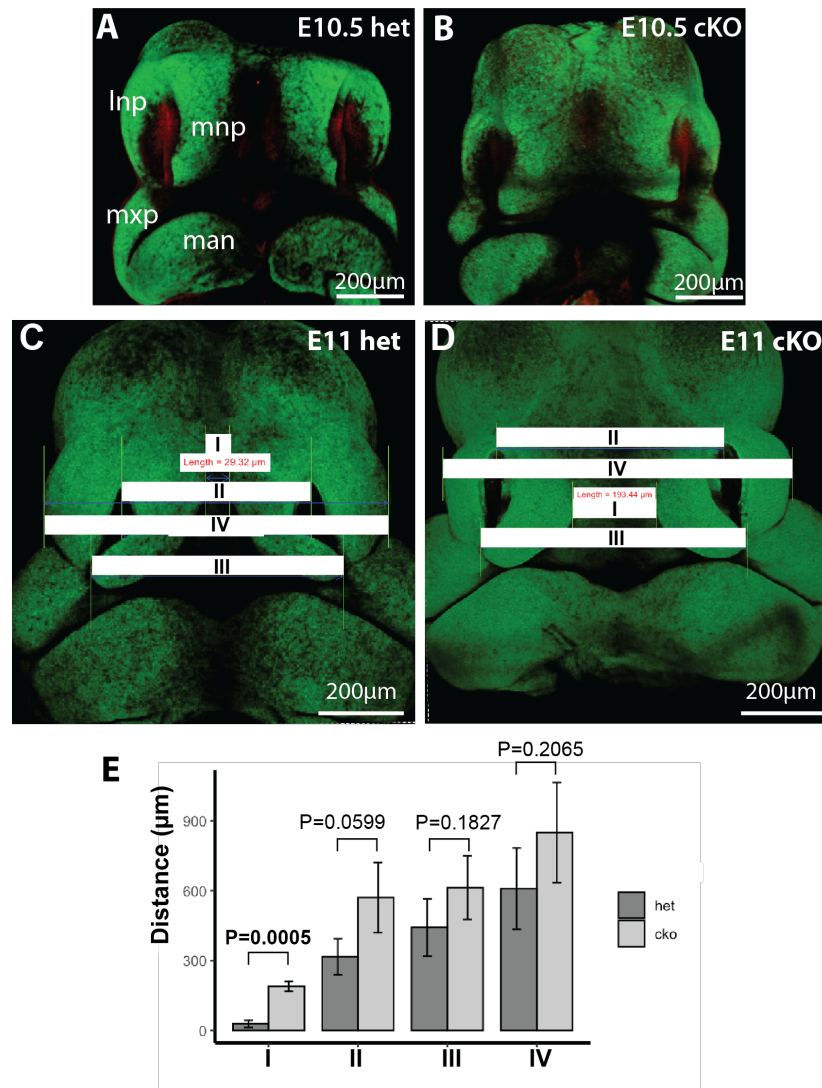 A
E10.5 het
lnp
mnp
mxp
man
200µm
B
E10.5 cKO
200µm
C
E11 het
I
Length = 29.32 µm
II
IV
III
200µm
D
E11 cKO
II
IV
Length = 193.44 µm
I
III
200µm
E
Distance (µm)
900
600
300
0
P=0.0005
P=0.0599
P=0.1827
P=0.2065
I
II
III
IV
het
cko